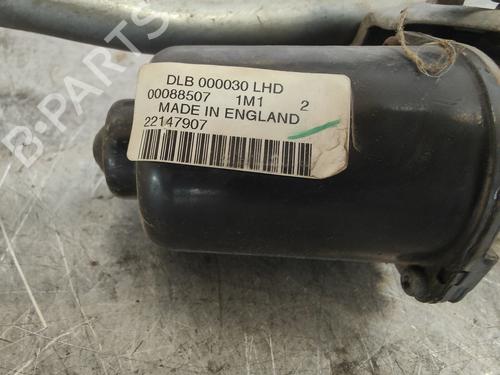 DLB 000030 LHD
00088507 1M1 2
MADE IN ENGLAND
22147907
B-PARTS